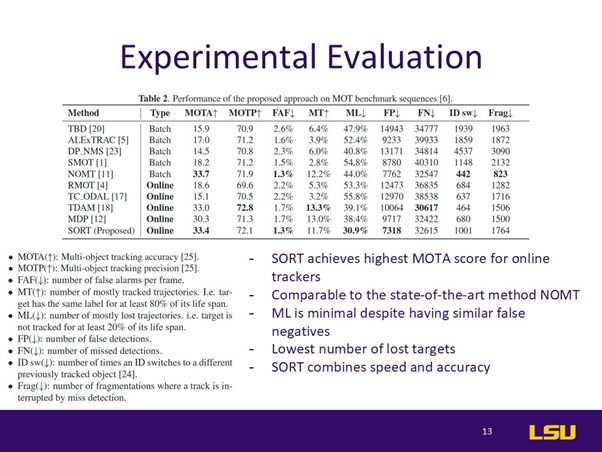 Experimental Evaluation
Table 2. Performance of the proposed approach on MOT benchmark sequences [6].
Method Type MOTA↑ MOTP↑ FAF↓ MT↑ ML↓ FP↓ FN↓ ID sw↓ Frag↓
TBD [20] Batch 15.9 70.9 2.6% 6.4% 47.9% 14943 34777 1939 1963
ALExTRAC [5] Batch 17.0 71.2 1.6% 3.9% 52.4% 9233 39933 1859 1872
DP_NMS [23] Batch 14.5 70.8 2.3% 6.0% 40.8% 13171 34814 4537 3090
SMOT [1] Batch 18.2 71.2 1.5% 2.8% 54.8% 8780 40310 1148 2132
NOMT [11] Batch 33.7 71.9 1.3% 12.2% 44.0% 7762 32547 442 823
RMOT [4] Online 18.6 69.6 2.2% 5.3% 53.3% 12473 36835 684 1282
TC_ODAL [17] Online 15.1 70.5 2.2% 3.2% 55.8% 12970 38538 637 1716
TDAM [18] Online 33.0 72.8 1.7% 13.3% 39.1% 10064 30617 464 1506
MDP [12] Online 30.3 71.3 1.7% 13.0% 38.4% 9717 32422 680 1500
SORT (Proposed) Online 33.4 72.1 1.3% 11.7% 30.9% 7318 32615 1001 1764
• MOTA(↑): Multi-object tracking accuracy [25].
• MOTP(↑): Multi-object tracking precision [25].
• FAF(↓): number of false alarms per frame.
• MT(↑): number of mostly tracked trajectories. I.e. tar-
get has the same label for at least 80% of its life span.
• ML(↓): number of mostly lost trajectories. i.e. target is
not tracked for at least 20% of its life span.
• FP(↓): number of false detections.
• FN(↓): number of missed detections.
• ID sw(↓): number of times an ID switches to a different
previously tracked object [24].
• Frag(↓): number of fragmentations where a track is in-
terrupted by miss detection.
- SORT achieves highest MOTA score for online
trackers
- Comparable to the state-of-the-art method NOMT
- ML is minimal despite having similar false
negatives
- Lowest number of lost targets
- SORT combines speed and accuracy
13
LSU